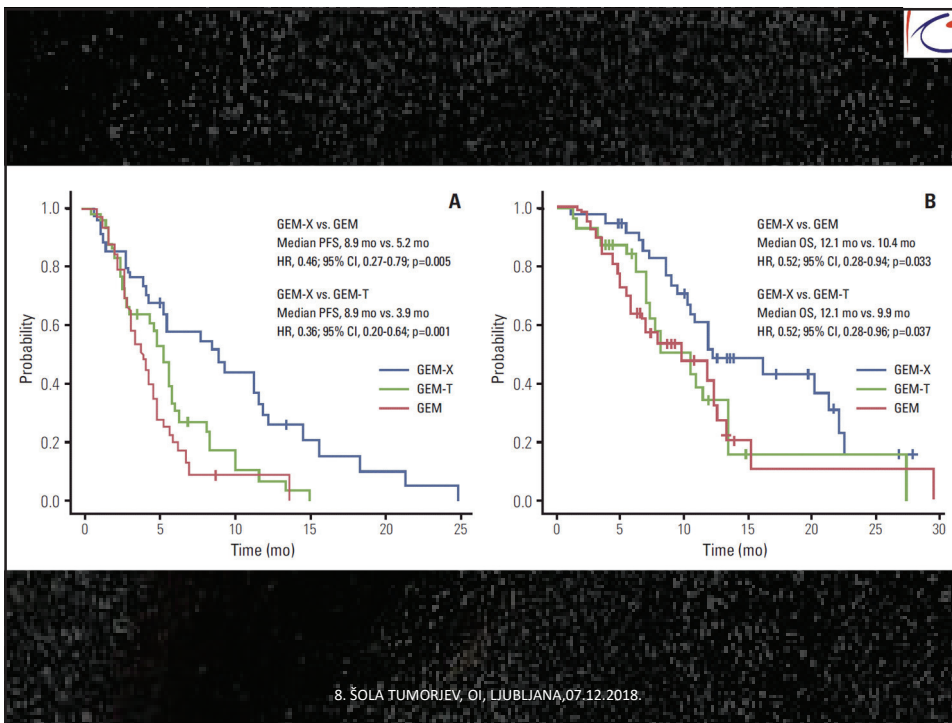 A
GEM-X vs. GEM
Median PFS, 8.9 mo vs. 5.2 mo
HR, 0.46; 95% CI, 0.27-0.79; p=0.005
GEM-X vs. GEM-T
Median PFS, 8.9 mo vs. 3.9 mo
HR, 0.36; 95% CI, 0.20-0.64; p=0.001
GEM-X
GEM-T
GEM
Probability
1.0
0.8
0.6
0.4
0.2
0.0
0 5 10 15 20 25
Time (mo)
B
GEM-X vs. GEM
Median OS, 12.1 mo vs. 10.4 mo
HR, 0.52; 95% CI, 0.28-0.94; p=0.033
GEM-X vs. GEM-T
Median OS, 12.1 mo vs. 9.9 mo
HR, 0.52; 95% CI, 0.28-0.96; p=0.037
GEM-X
GEM-T
GEM
Probability
1.0
0.8
0.6
0.4
0.2
0.0
0 5 10 15 20 25 30
Time (mo)
8. ŠOLA TUMORJEV, OI, LJUBLJANA,07.12.2018.